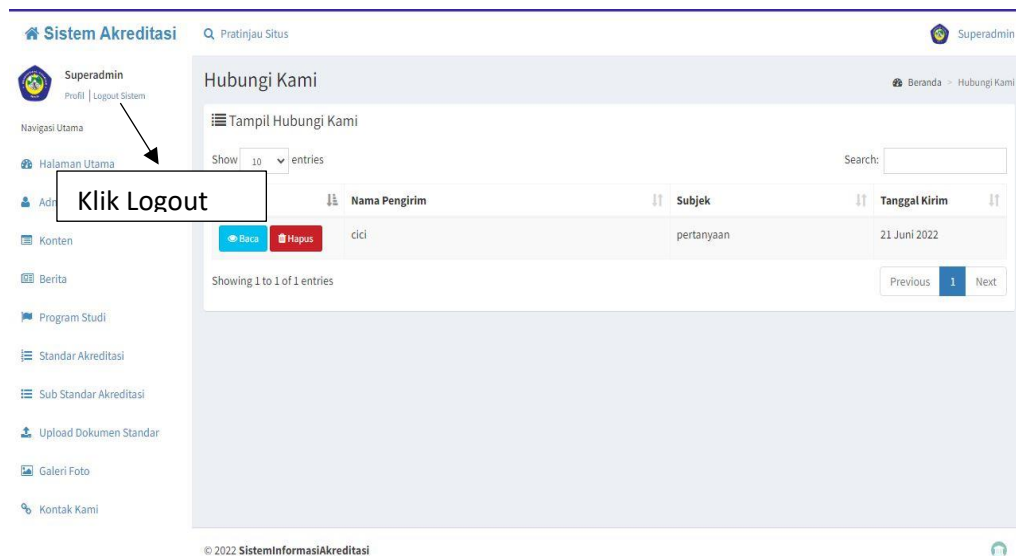 Sistem Akreditasi
Pratinjau Situs
Superadmin
Superadmin
Profil | Logout Sistem
Navigasi Utama
Halaman Utama
Konten
Berita
Program Studi
Standar Akreditasi
Sub Standar Akreditasi
Upload Dokumen Standar
Galeri Foto
Kontak Kami
Klik Logout
Hubungi Kami
Beranda > Hubungi Kami
Tampil Hubungi Kami
Show 10 entries
Search:
Nama Pengirim Subjek Tanggal Kirim
Baca Hapus cici pertanyaan 21 Juni 2022
Showing 1 to 1 of 1 entries
Previous 1 Next
© 2022 SistemInformasiAkreditasi